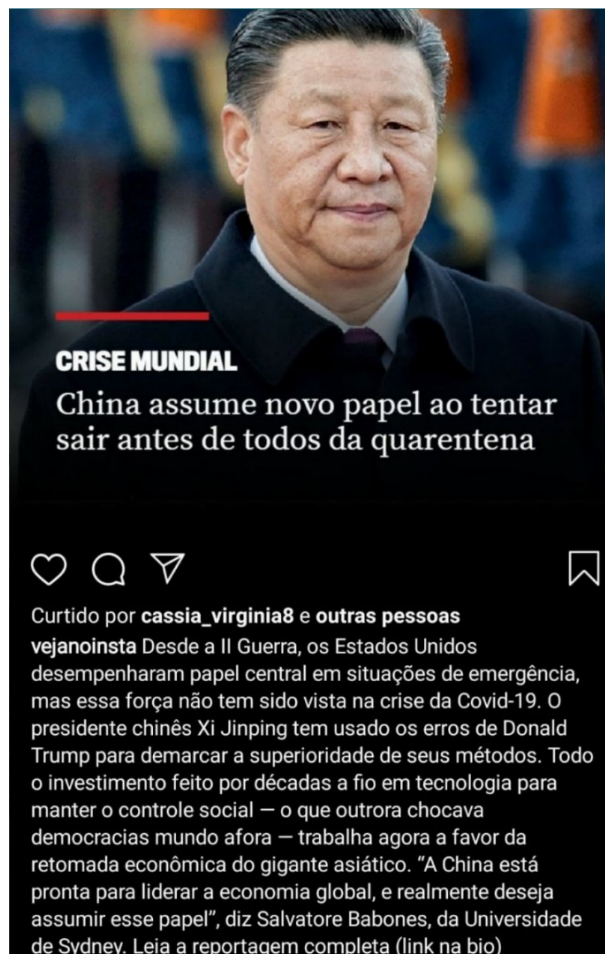 CRISE MUNDIAL
China assume novo papel ao tentar
sair antes de todos da quarentena
Curtido por cassia_virginia8 e outras pessoas
vejanoinsta Desde a II Guerra, os Estados Unidos
desempenharam papel central em situações de emergência,
mas essa força não tem sido vista na crise da Covid-19. O
presidente chinês Xi Jinping tem usado os erros de Donald
Trump para demarcar a superioridade de seus métodos. Todo
o investimento feito por décadas a fio em tecnologia para
manter o controle social — o que outrora chocava
democracias mundo afora — trabalha agora a favor da
retomada econômica do gigante asiático. “A China está
pronta para liderar a economia global, e realmente deseja
assumir esse papel”, diz Salvatore Babones, da Universidade
de Sydney. Leia a reportagem completa (link na bio)